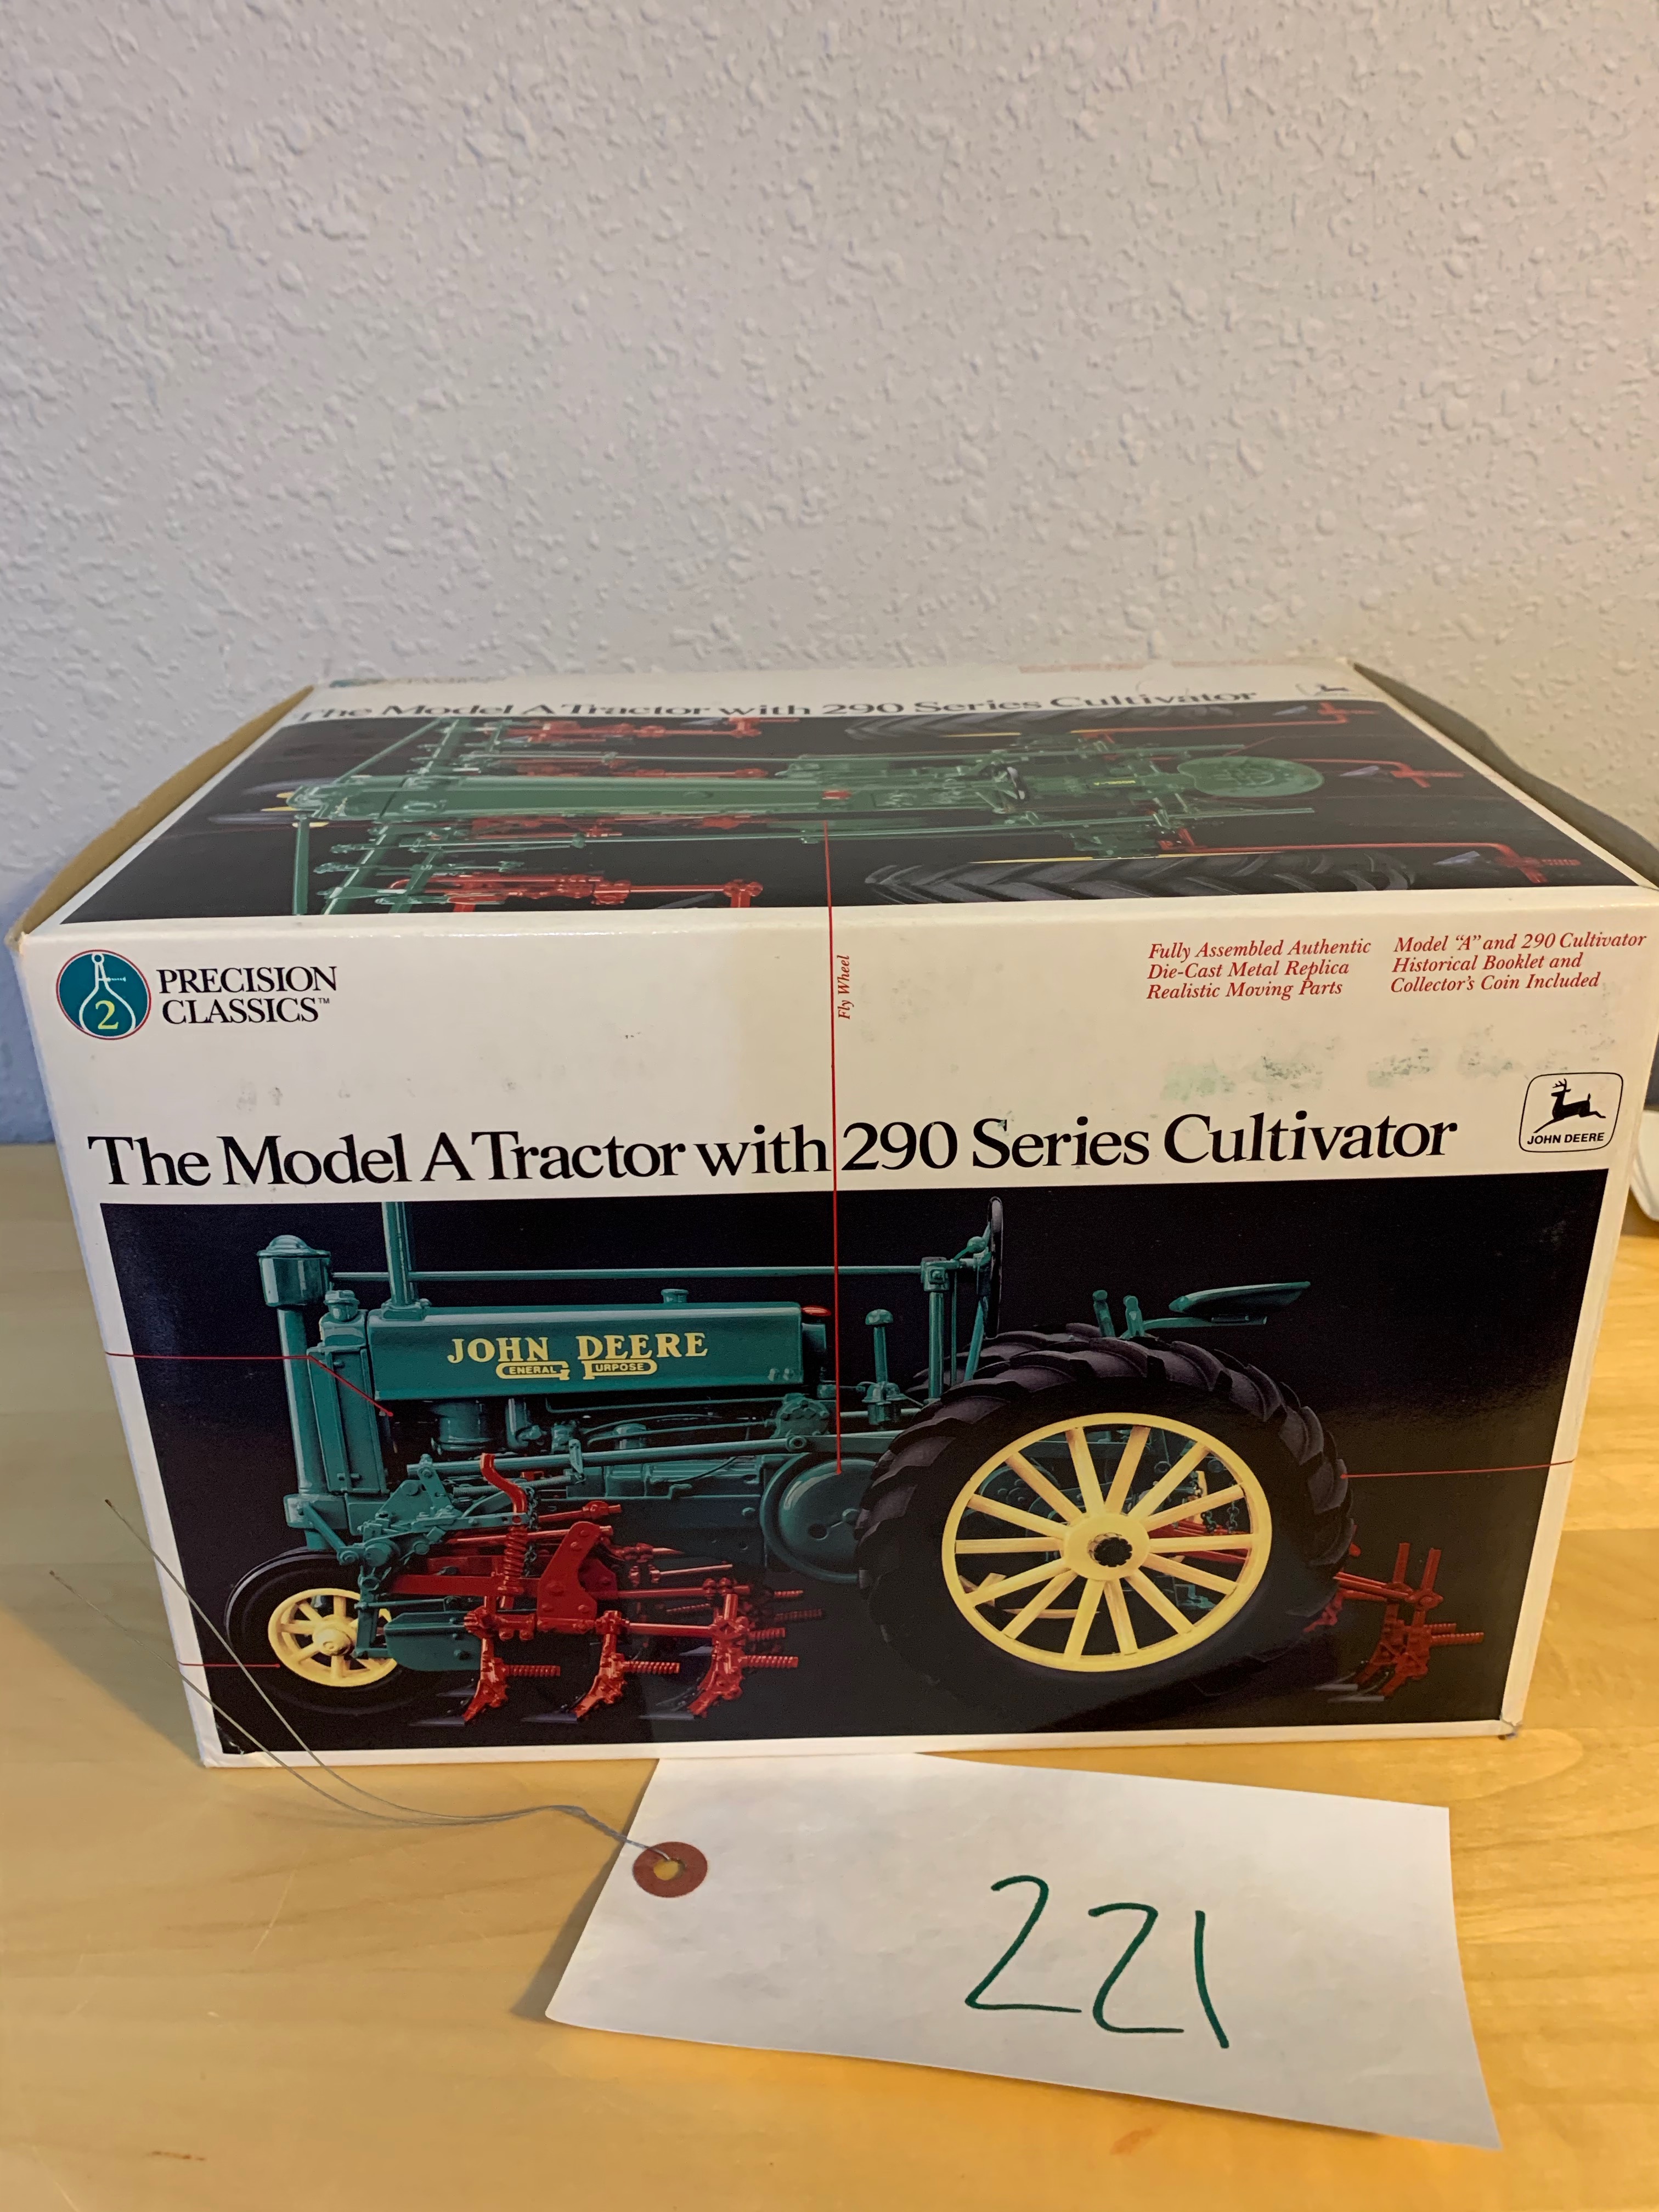 The Model A Tractor with 290 Series Cultivator
2
PRECISION
CLASSICS™
Fly Wheel
Fully Assembled Authentic
Die-Cast Metal Replica
Realistic Moving Parts
Model "A" and 290 Cultivator
Historical Booklet and
Collector's Coin Included
The Model A Tractor with 290 Series Cultivator
JOHN DEERE
JOHN DEERE
GENERAL PURPOSE
221